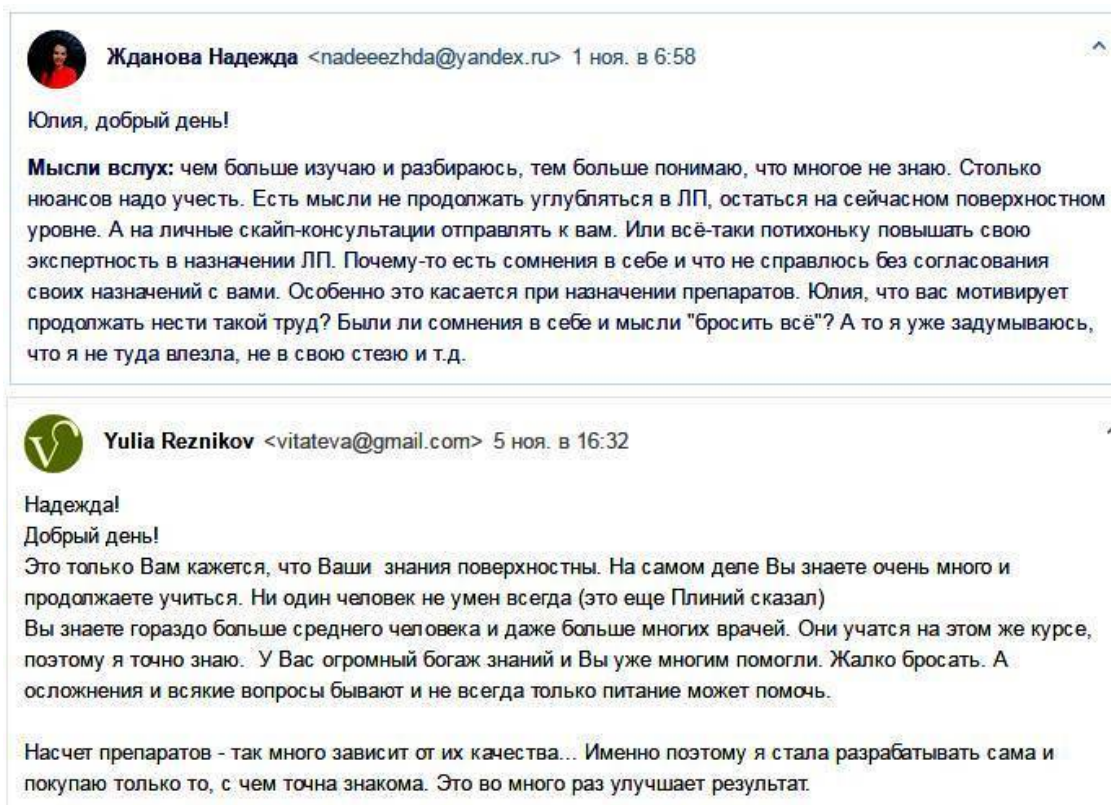 Жданова Надежда <nadeeezhda@yandex.ru> 1 ноя. в 6:58
Юлия, добрый день!
Мысли вслух: чем больше изучаю и разбираюсь, тем больше понимаю, что многое не знаю. Столько
нюансов надо учесть. Есть мысли не продолжать углубляться в ЛП, остаться на сейчасном поверхностном
уровне. А на личные скайп-консультации отправлять к вам. Или всё-таки потихоньку повышать свою
экспертность в назначении ЛП. Почему-то есть сомнения в себе и что не справлюсь без согласования
своих назначений с вами. Особенно это касается при назначении препаратов. Юлия, что вас мотивирует
продолжать нести такой труд? Были ли сомнения в себе и мысли "бросить всё"? А то я уже задумываюсь,
что я не туда влезла, не в свою стезю и т.д.
Yulia Reznikov <vitateva@gmail.com> 5 ноя. в 16:32
Надежда!
Добрый день!
Это только Вам кажется, что Ваши знания поверхностны. На самом деле Вы знаете очень много и
продолжаете учиться. Ни один человек не умен всегда (это еще Плиний сказал)
Вы знаете гораздо больше среднего человека и даже больше многих врачей. Они учатся на этом же курсе,
поэтому я точно знаю. У Вас огромный богаж знаний и Вы уже многим помогли. Жалко бросать. А
осложнения и всякие вопросы бывают и не всегда только питание может помочь.
Насчет препаратов - так много зависит от их качества... Именно поэтому я стала разрабатывать сама и
покупаю только то, с чем точна знакома. Это во много раз улучшает результат.